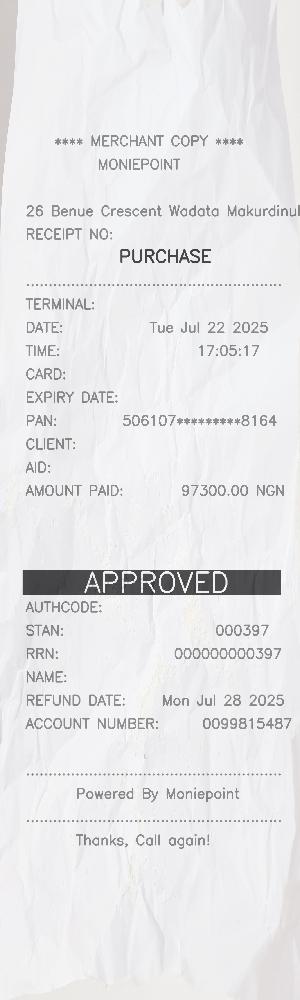 **** MERCHANT COPY ****
MONIEPOINT
26 Benue Crescent Wadata Makurdinul
RECEIPT NO:
PURCHASE
TERMINAL:
DATE: Tue Jul 22 2025
TIME: 17:05:17
CARD:
EXPIRY DATE:
PAN: 506107*********8164
CLIENT:
AID:
AMOUNT PAID: 97300.00 NGN
APPROVED
AUTHCODE:
STAN: 000397
RRN: 000000000397
NAME:
REFUND DATE: Mon Jul 28 2025
ACCOUNT NUMBER: 0099815487
Powered By Moniepoint
Thanks, Call again!